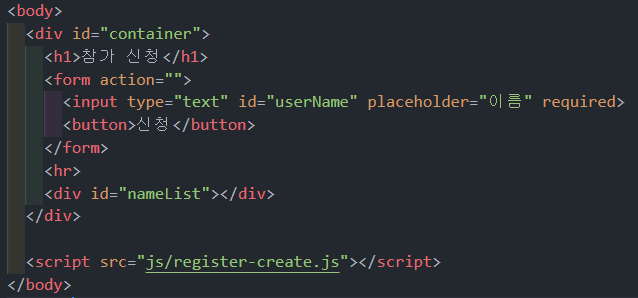 <body>
<div id="container">
<h1>참가 신청</h1>
<form action="">
<input type="text" id="userName" placeholder="이름" required>
<button>신청</button>
</form>
<hr>
<div id="nameList"></div>
</div>
<script src="js/register-create.js"></script>
</body>